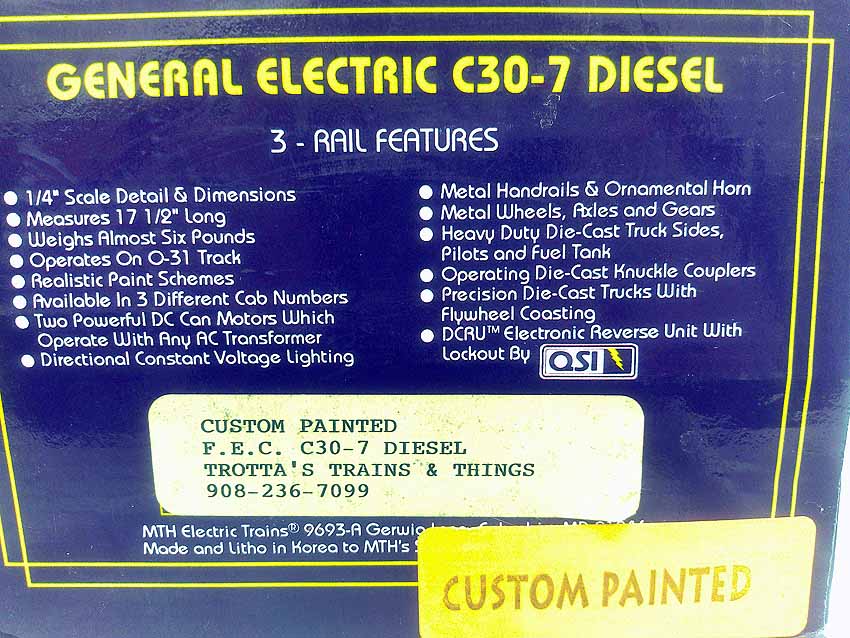 GENERAL ELECTRIC C30-7 DIESEL
3 - RAIL FEATURES
● 1/4" Scale Detail & Dimensions
● Measures 17 1/2" Long
● Weighs Almost Six Pounds
● Operates On O-31 Track
● Realistic Paint Schemes
● Available In 3 Different Cab Numbers
● Two Powerful DC Can Motors Which
Operate With Any AC Transformer
● Directional Constant Voltage Lighting
● Metal Handrails & Ornamental Horn
● Metal Wheels, Axles and Gears
● Heavy Duty Die-Cast Truck Sides,
Pilots and Fuel Tank
● Operating Die-Cast Knuckle Couplers
● Precision Die-Cast Trucks With
Flywheel Coasting
● DCRU™ Electronic Reverse Unit With
Lockout By QSI
CUSTOM PAINTED
F.E.C. C30-7 DIESEL
TROTTA'S TRAINS & THINGS
908-236-7099
MTH Electric Trains® 9693-A
Made and Litho in Korea to MTH's
CUSTOM PAINTED